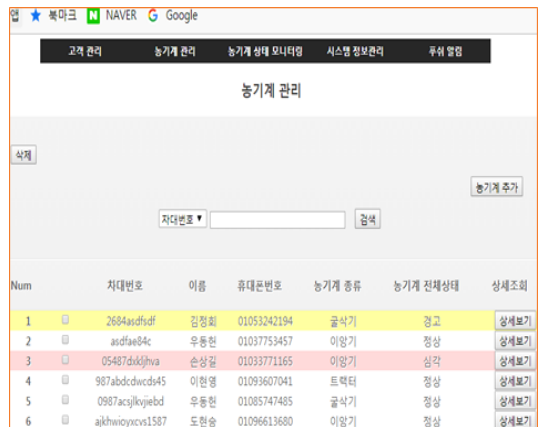 앱 ★ 북마크 N NAVER G Google
고객 관리 농기계 관리 농기계 상태 모니터링 시스템 정보관리 푸쉬 알림
농기계 관리
삭제
농기계 추가
차대번호 ▼ 검색
Num 차대번호 이름 휴대폰번호 농기계 종류 농기계 전체상태 상세조회
1 2684asdfsdf 김정희 01053242194 굴삭기 경고 상세보기
2 asdfae84c 우동헌 01037753457 이앙기 정상 상세보기
3 05487dxkljhva 손상길 01033771165 이앙기 심각 상세보기
4 987abdcdwcds45 이현영 01093607041 트랙터 정상 상세보기
5 0987acsjlkvjiebd 우동헌 01085747485 굴삭기 정상 상세보기
6 ajkhwioyxcvs1587 도현승 01096613680 이앙기 정상 상세보기